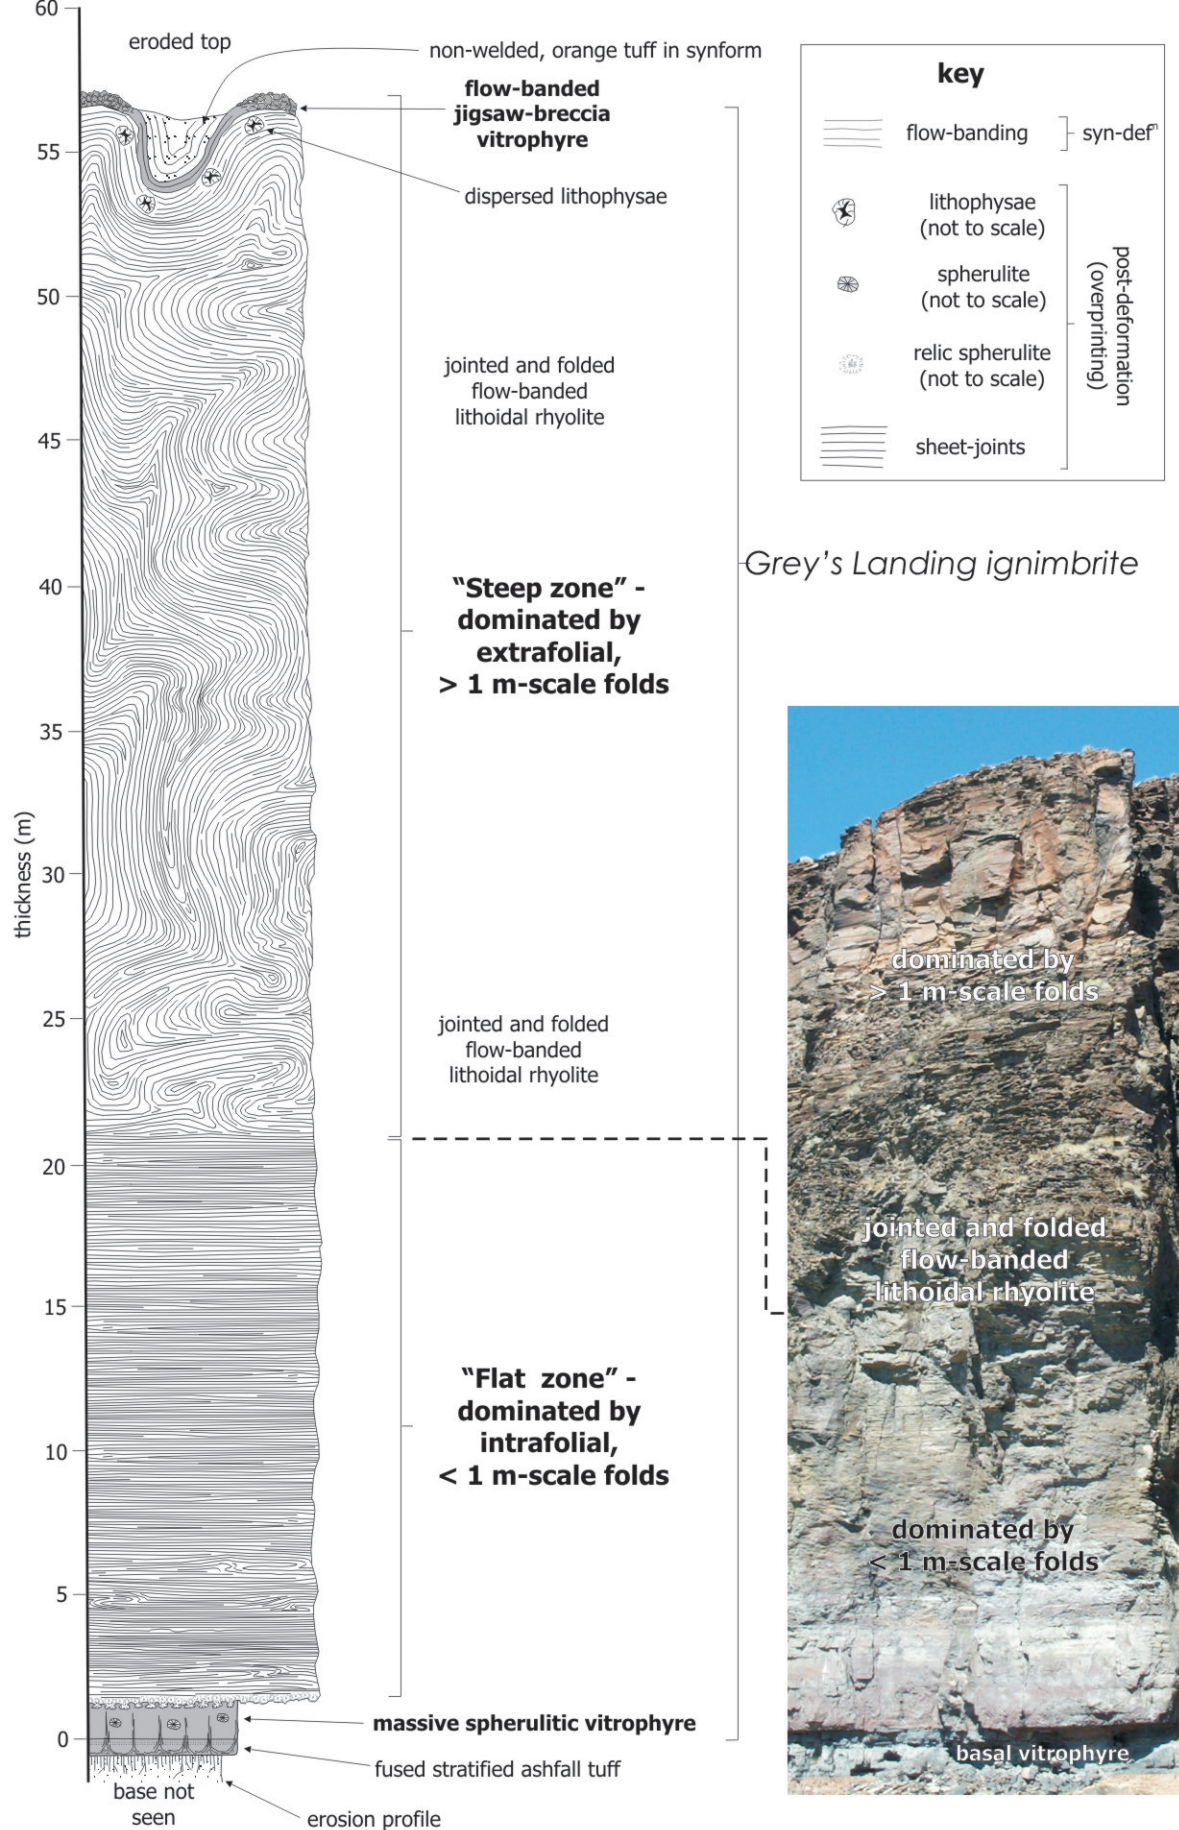 60
eroded top
non-welded, orange tuff in synform
flow-banded
jigsaw-breccia
vitrophyre
55
dispersed lithophysae
50
jointed and folded
flow-banded
lithoidal rhyolite
45
40
“Steep zone” -
dominated by
extrafolial,
> 1 m-scale folds
35
thickness (m)
30
25
jointed and folded
flow-banded
lithoidal rhyolite
20
15
“Flat zone” -
dominated by
intrafolial,
< 1 m-scale folds
10
5
massive spherulitic vitrophyre
0
fused stratified ashfall tuff
base not
seen
erosion profile
key
flow-banding
syn-defⁿ
lithophysae
(not to scale)
spherulite
(not to scale)
relic spherulite
(not to scale)
sheet-joints
post-deformation
(overprinting)
Grey’s Landing ignimbrite
dominated by
> 1 m-scale folds
jointed and folded
flow-banded
lithoidal rhyolite
dominated by
< 1 m-scale folds
basal vitrophyre